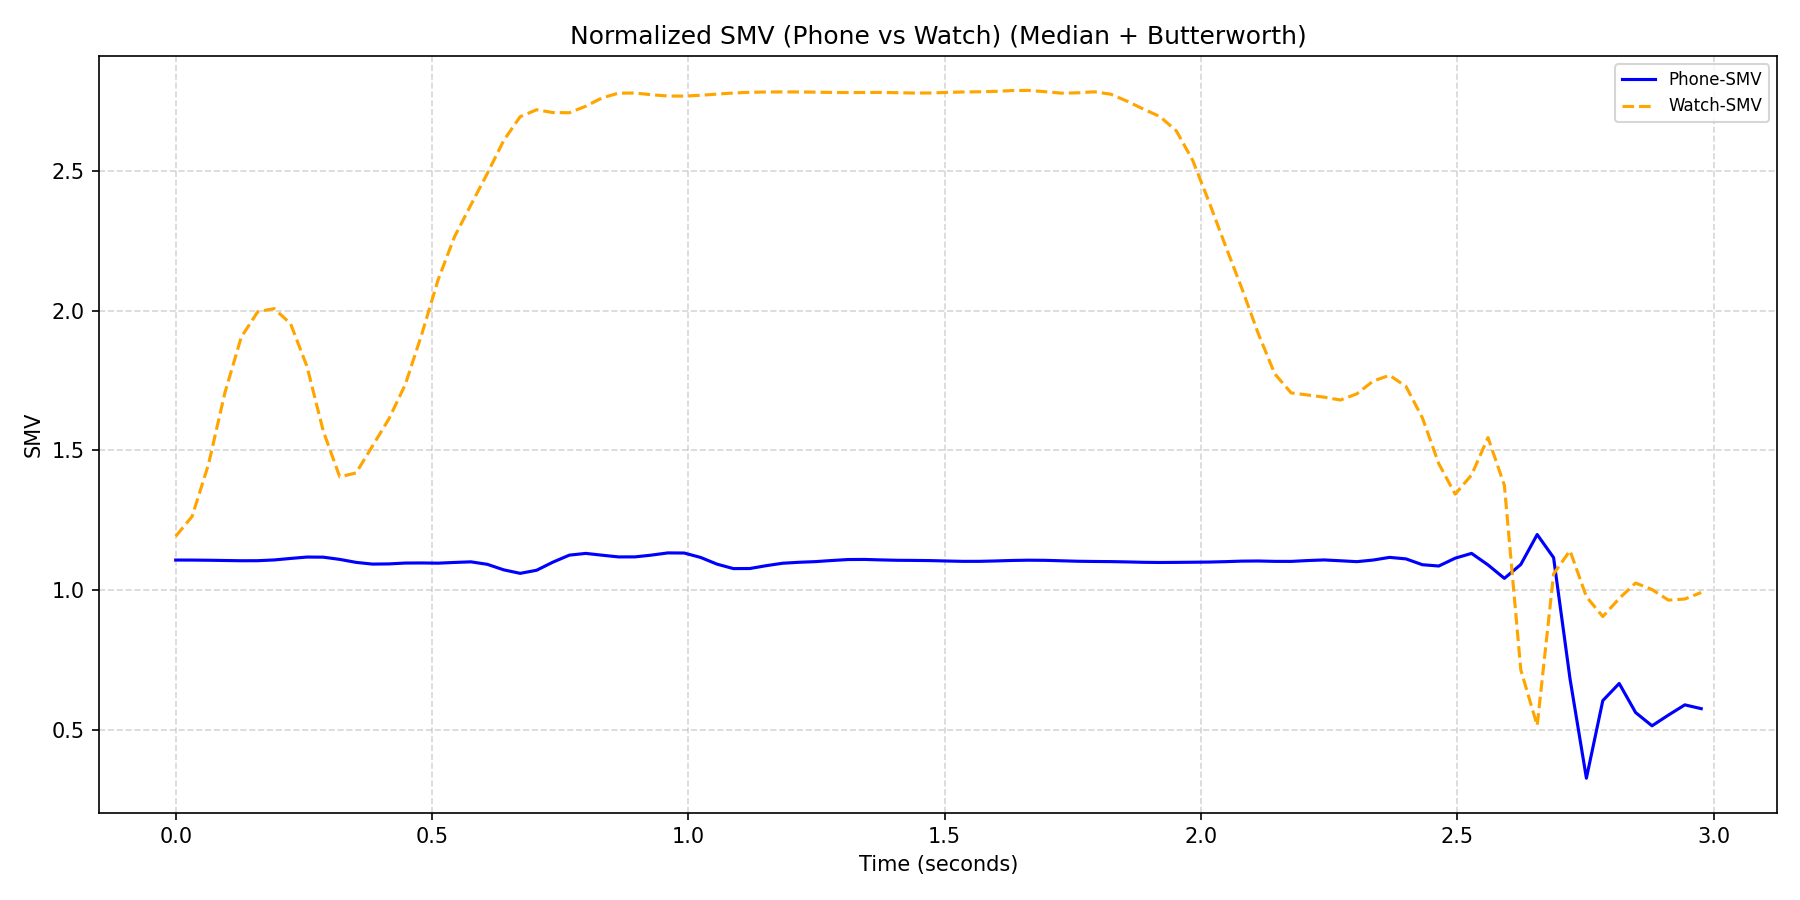 Normalized SMV (Phone vs Watch) (Median + Butterworth)
Phone-SMV
Watch-SMV
SMV
2.5
2.0
1.5
1.0
0.5
0.0 0.5 1.0 1.5 2.0 2.5 3.0
Time (seconds)